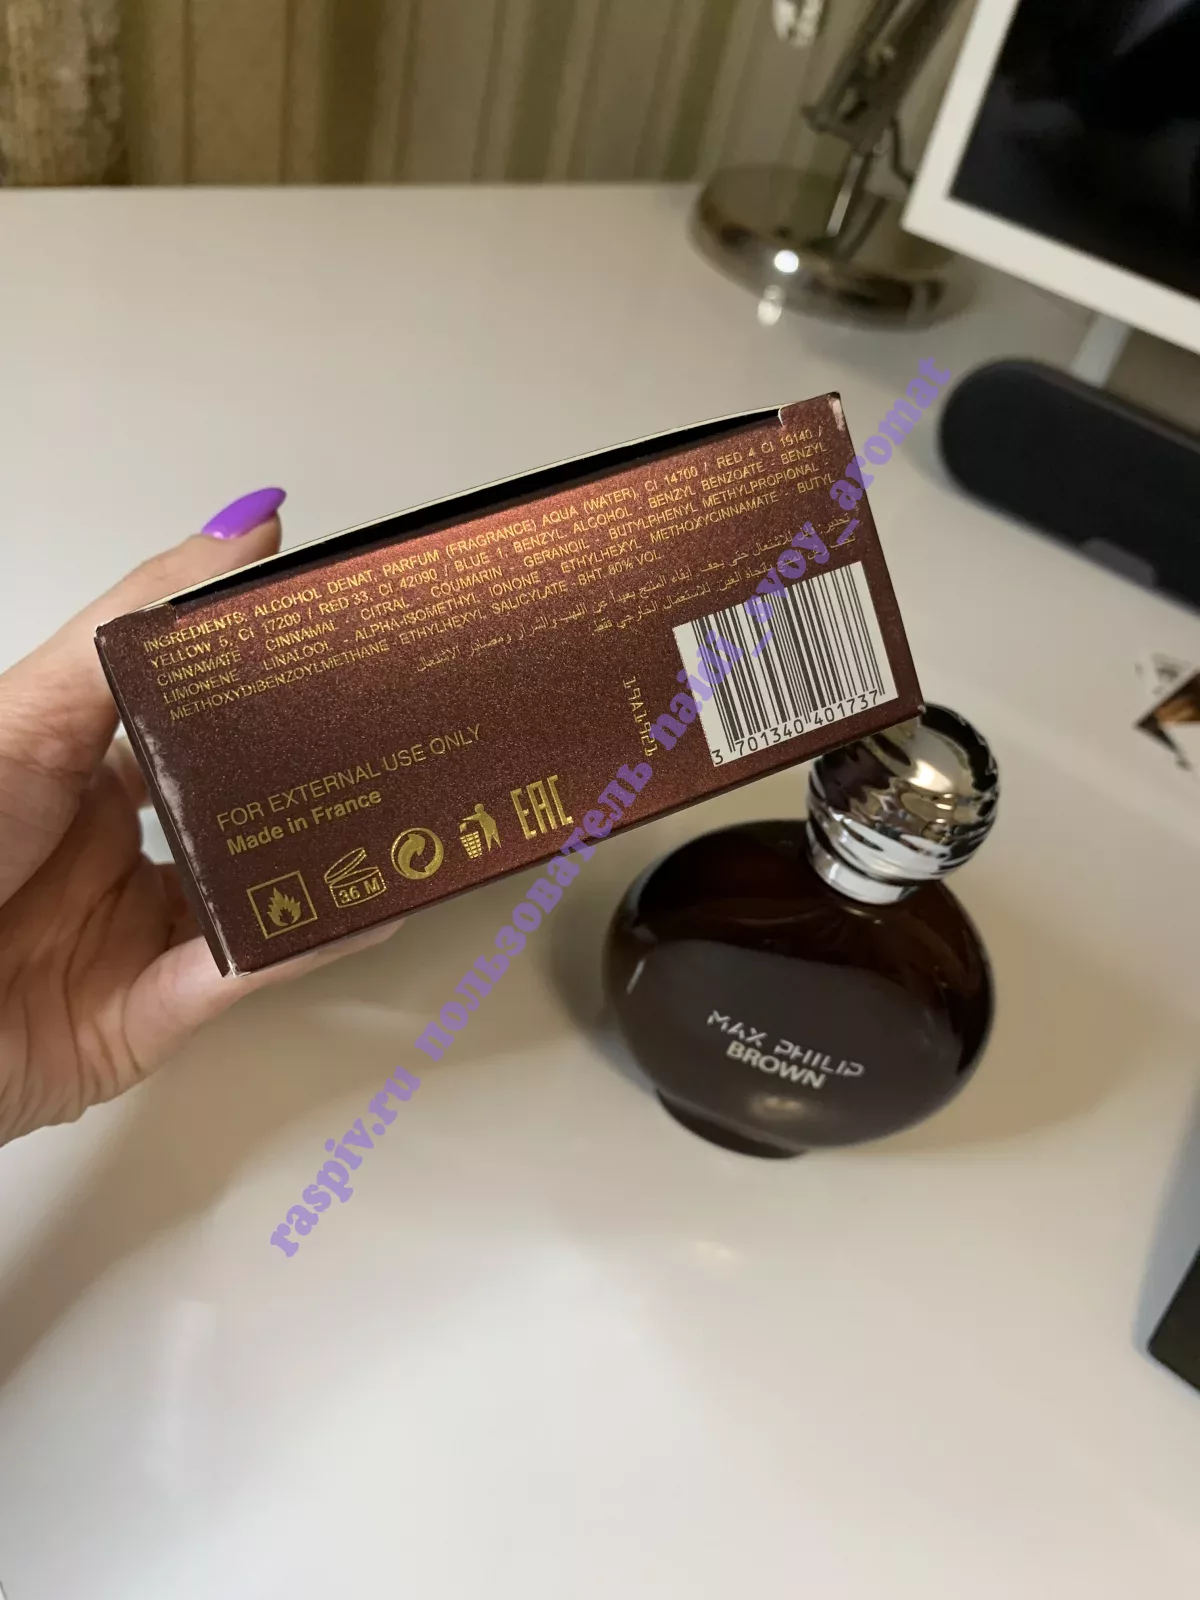 INGREDIENTS: ALCOHOL DENAT, PARFUM (FRAGRANCE) AQUA (WATER), CI 14700 / RED 4 CI 19140 /
YELLOW 5, CI 17200 / RED 33. CI 42090 / BLUE 1. BENZYL ALCOHOL - BENZYL BENZOATE - BENZYL
CINNAMATE - CINNAMAL - CITRAL - COUMARIN - GERANOIL - BUTYLPHENYL METHYLPROPIONAL -
LIMONENE - LINALOOL - ALPHA-ISOMETHYL IONONE - ETHYLHEXYL METHOXYCINNAMATE - BUTYL
METHOXYDIBENZOYLMETHANE - ETHYLHEXYL SALICYLATE - BHT 80% VOL
19A1921
3 701340 401737
FOR EXTERNAL USE ONLY
Made in France
36 M
EAC
MAX PHILIP
BROWN
raspiv.ru пользователь naidi_svoy_aromat